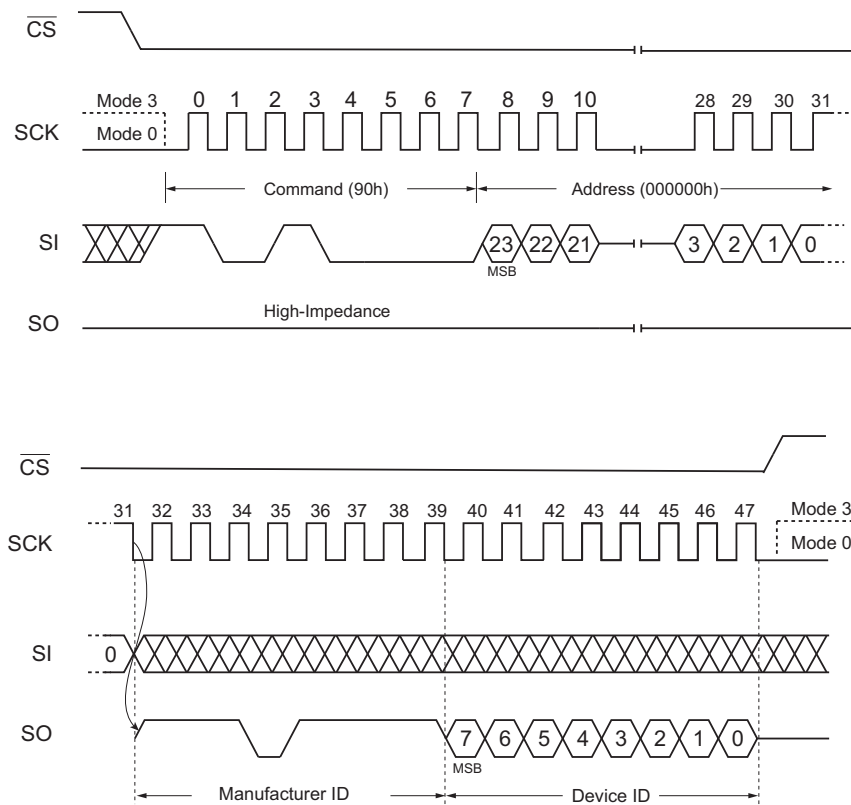 CS
Mode 3 0 1 2 3 4 5 6 7 8 9 10 28 29 30 31
SCK
Mode 0
Command (90h) Address (000000h)
SI 23 22 21 3 2 1 0
MSB
High-Impedance
SO
CS
31 32 33 34 35 36 37 38 39 40 41 42 43 44 45 46 47 Mode 3
SCK Mode 0
SI 0
SO 7 6 5 4 3 2 1 0
MSB
Manufacturer ID Device ID